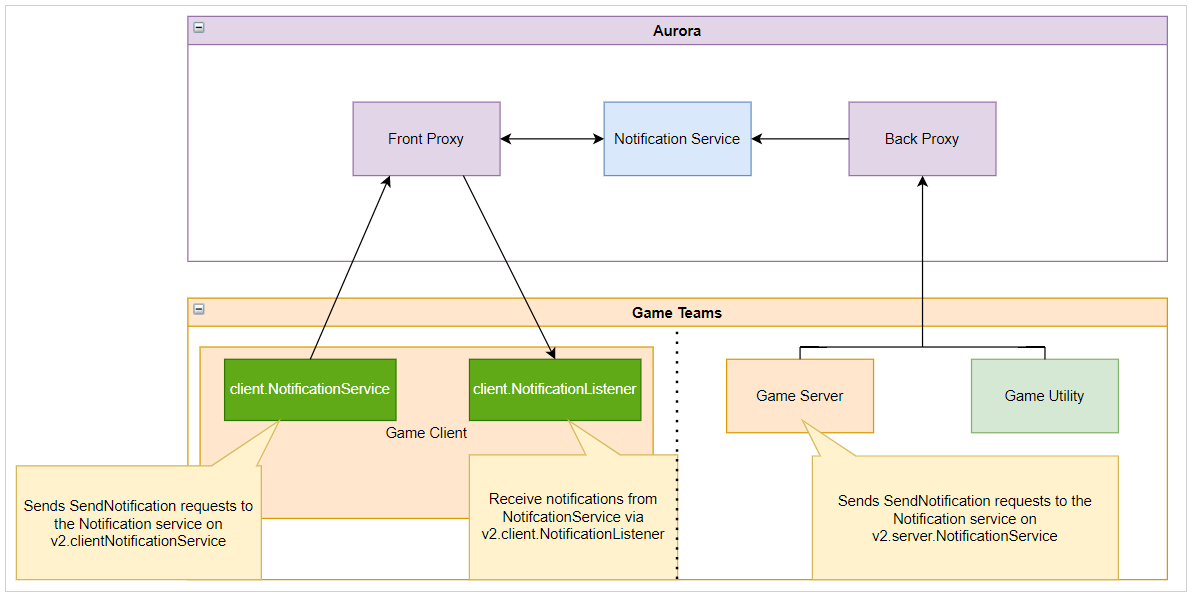 Aurora
Front Proxy
Notification Service
Back Proxy
Game Teams
client.NotificationService
client.NotificationListener
Game Client
Game Server
Game Utility
Sends SendNotification requests to
the Notification service on
v2.clientNotificationService
Receive notifications from
NotifcationService via
v2.client.NotificationListener
Sends SendNotification requests to the
Notification service on
v2.server.NotificationService